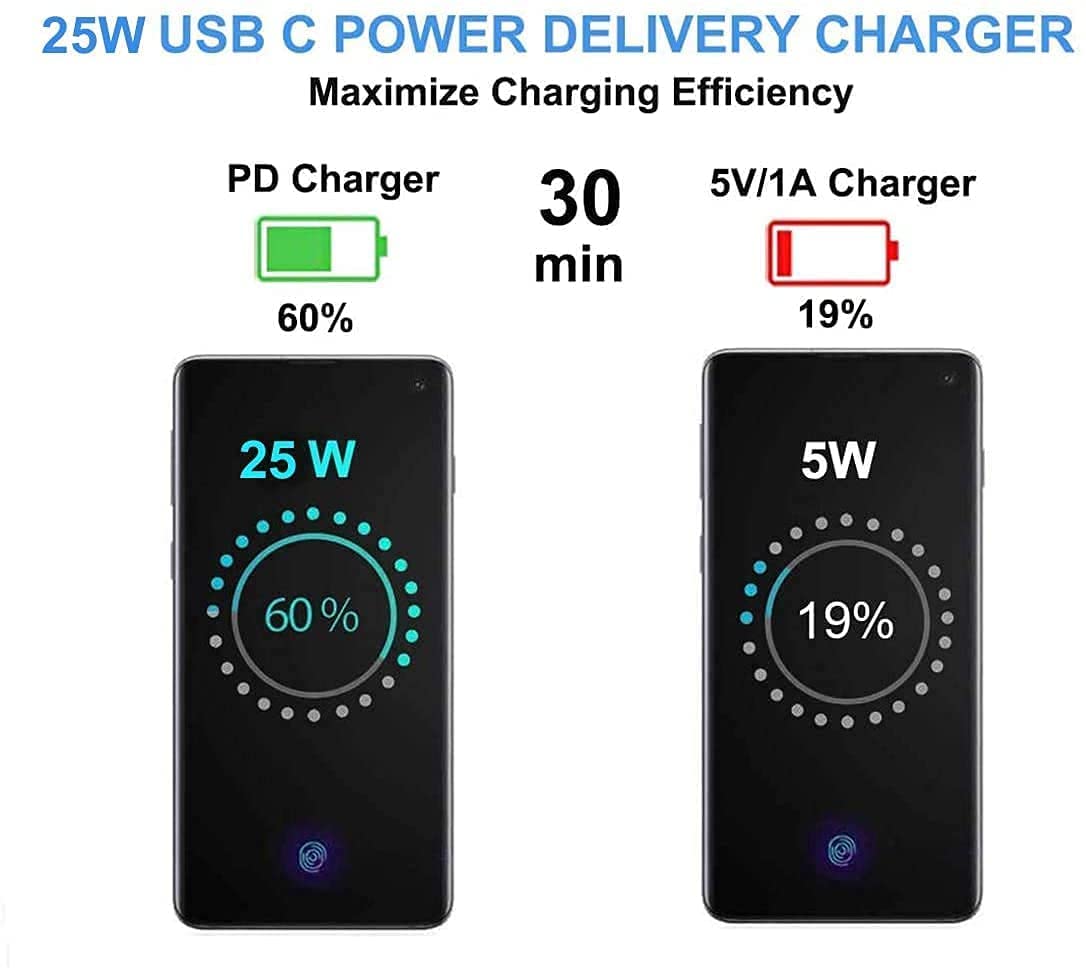 25W USB C POWER DELIVERY CHARGER
Maximize Charging Efficiency
PD Charger
60%
30
min
5V/1A Charger
19%
25 W
60 %
5W
19%